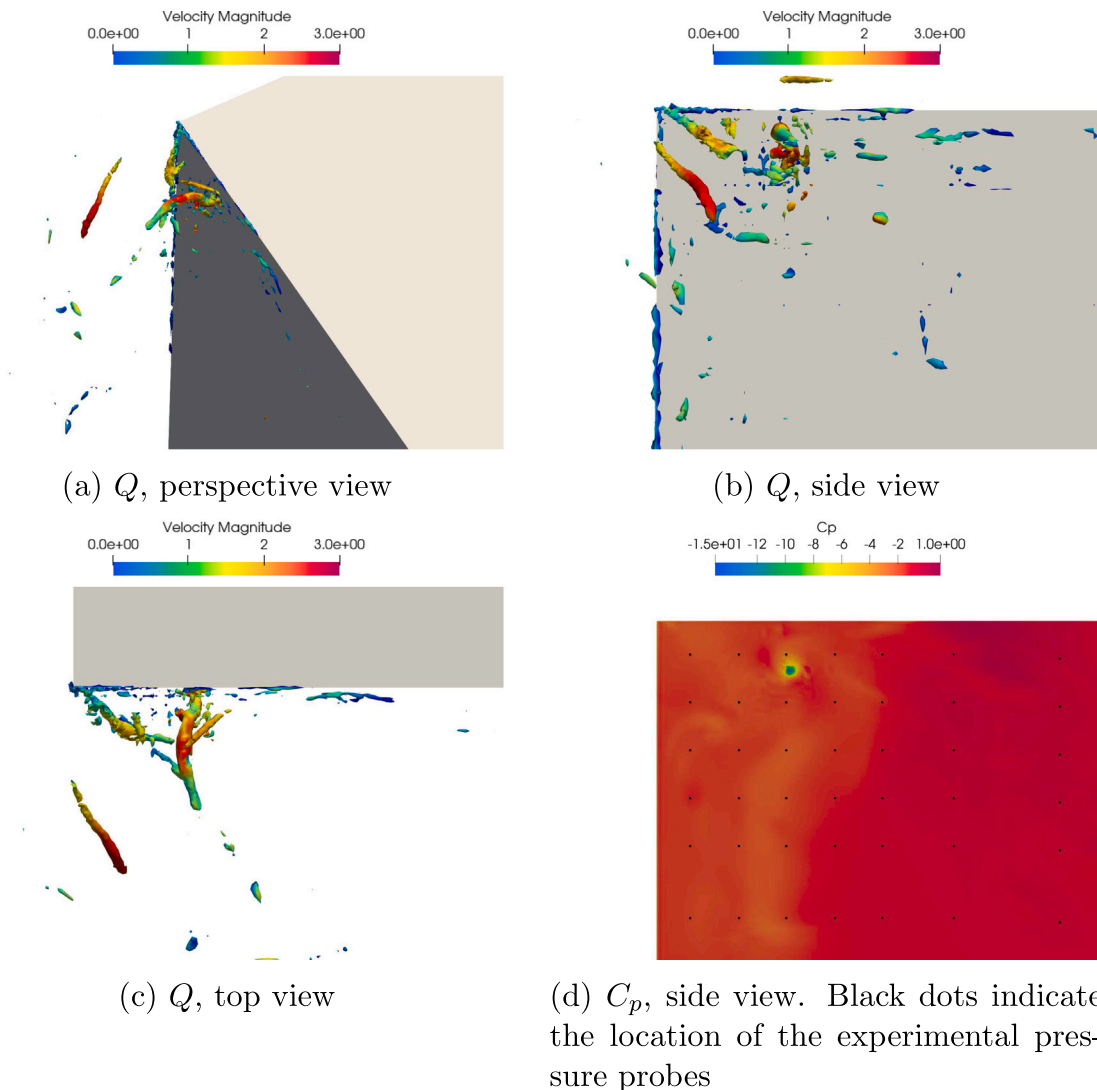 Velocity Magnitude
0.0e+00 1 2 3.0e+00
Velocity Magnitude
0.0e+00 1 2 3.0e+00
(a) Q, perspective view
(b) Q, side view
Velocity Magnitude
0.0e+00 1 2 3.0e+00
Cp
-1.5e+01 -12 -10 -8 -6 -4 -2 1.0e+00
(c) Q, top view
(d) Cp, side view. Black dots indicate
the location of the experimental pres-
sure probes